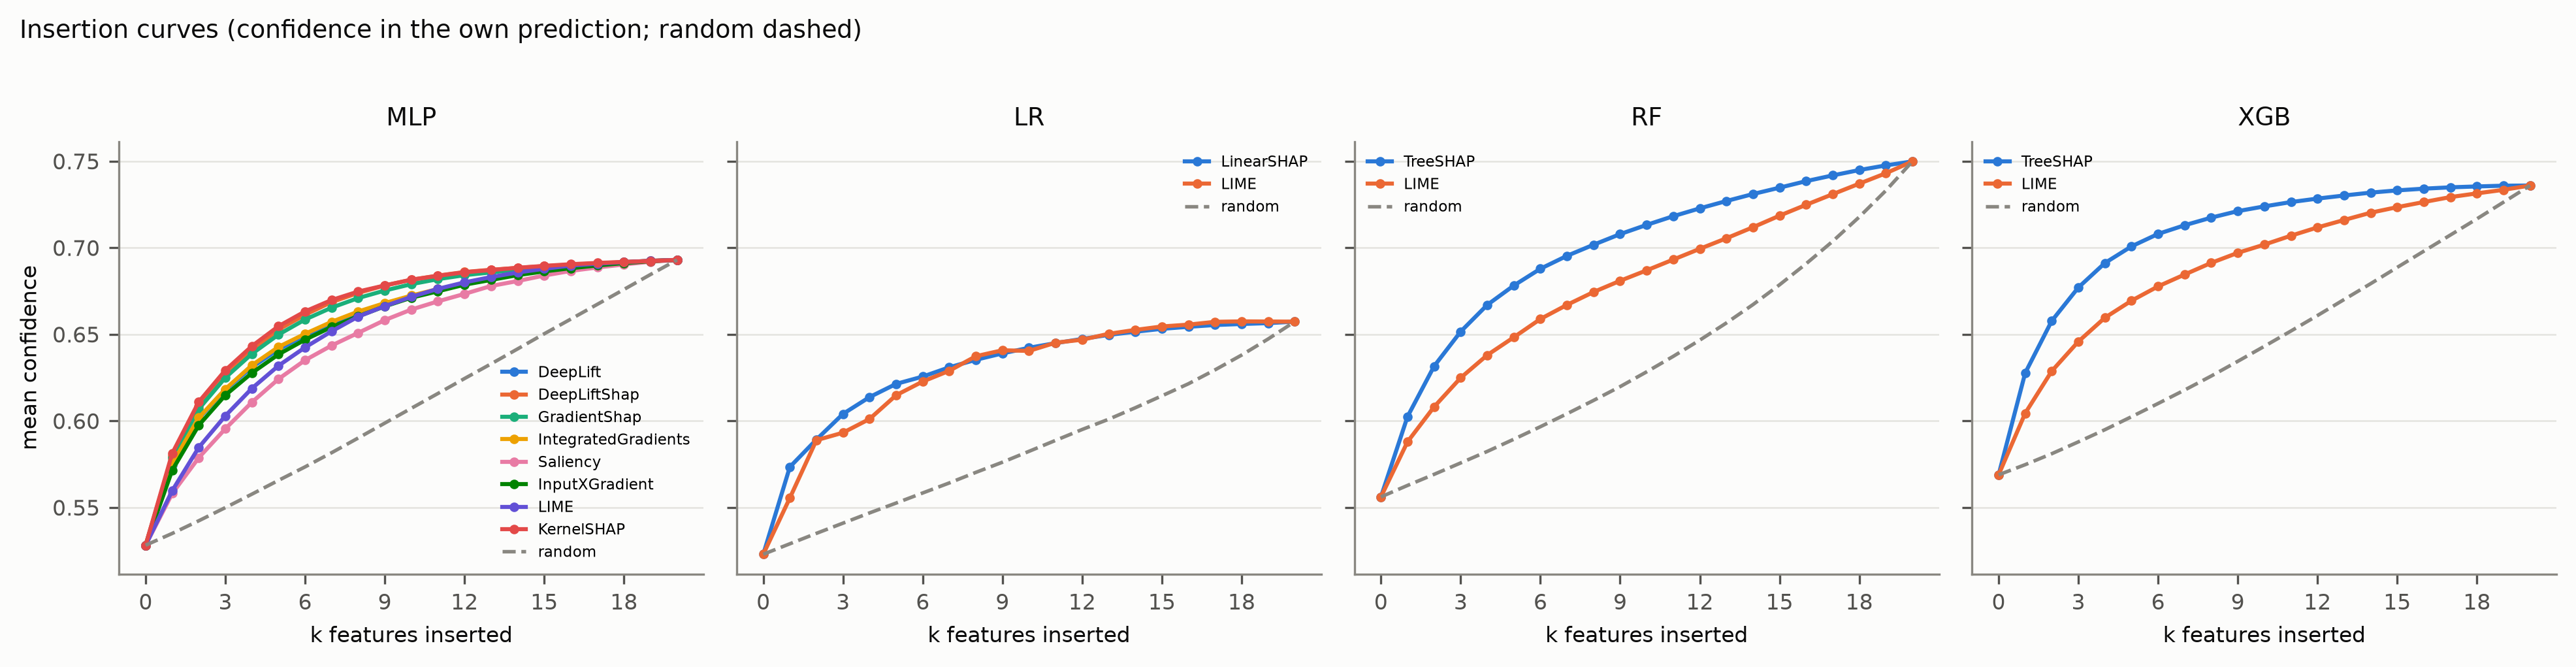 Insertion curves (confidence in the own prediction; random dashed)
MLP
LR
RF
XGB
mean confidence
0.75
0.70
0.65
0.60
0.55
DeepLift
DeepLiftShap
GradientShap
IntegratedGradients
Saliency
InputXGradient
LIME
KernelSHAP
random
0 3 6 9 12 15 18
k features inserted
LinearSHAP
LIME
random
0 3 6 9 12 15 18
k features inserted
TreeSHAP
LIME
random
0 3 6 9 12 15 18
k features inserted
TreeSHAP
LIME
random
0 3 6 9 12 15 18
k features inserted